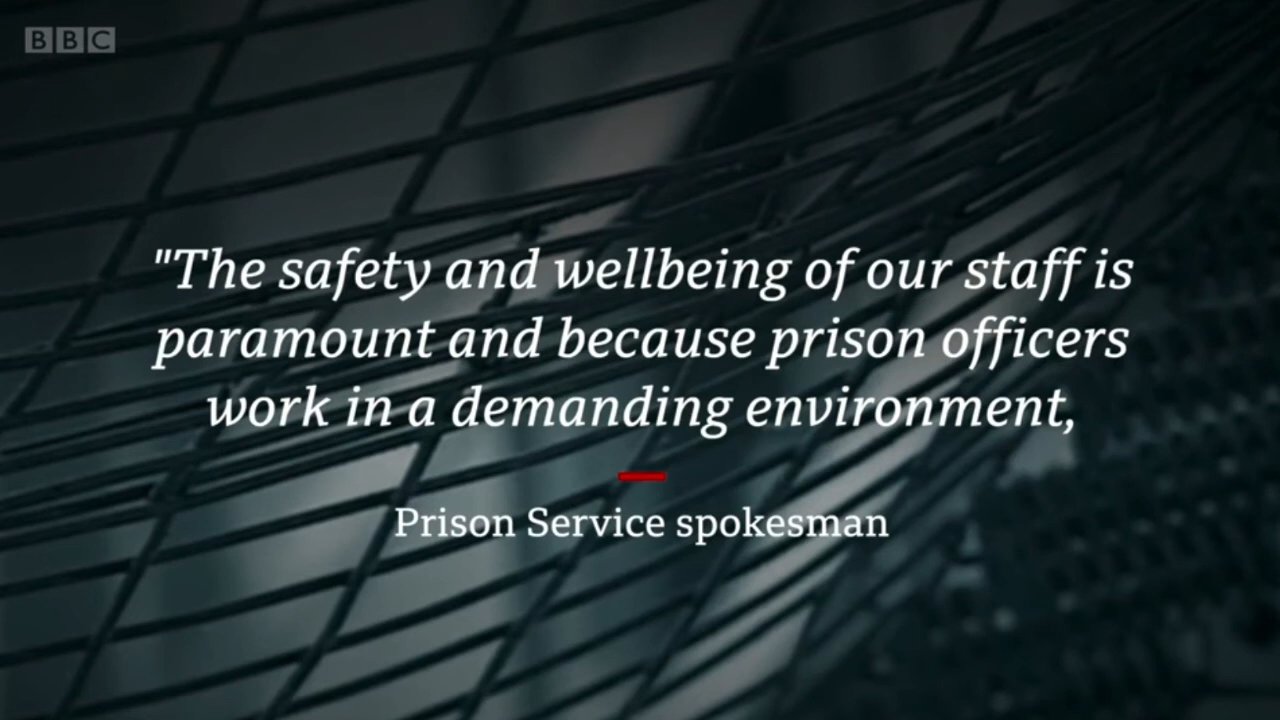 BBC
"The safety and wellbeing of our staff is
paramount and because prison officers
work in a demanding environment,
Prison Service spokesman